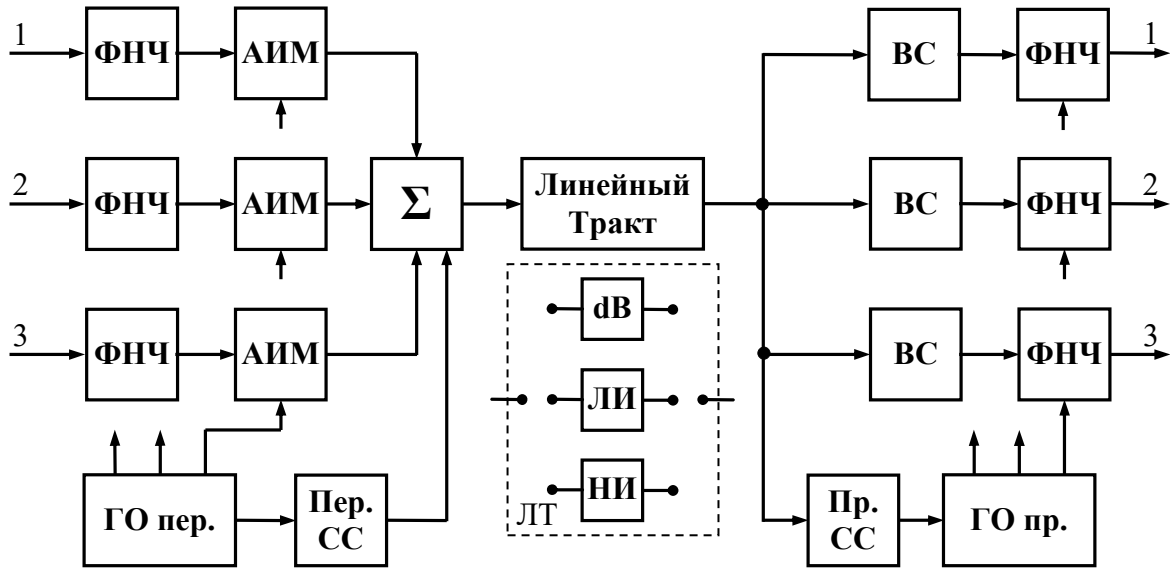 1
ФНЧ
АИМ
2
ФНЧ
АИМ
3
ФНЧ
АИМ
ГО пер.
Пер.
СС
Σ
Линейный
Тракт
dB
ЛИ
НИ
ЛТ
ВС
ФНЧ
1
ВС
ФНЧ
2
ВС
ФНЧ
3
Пр.
СС
ГО пр.